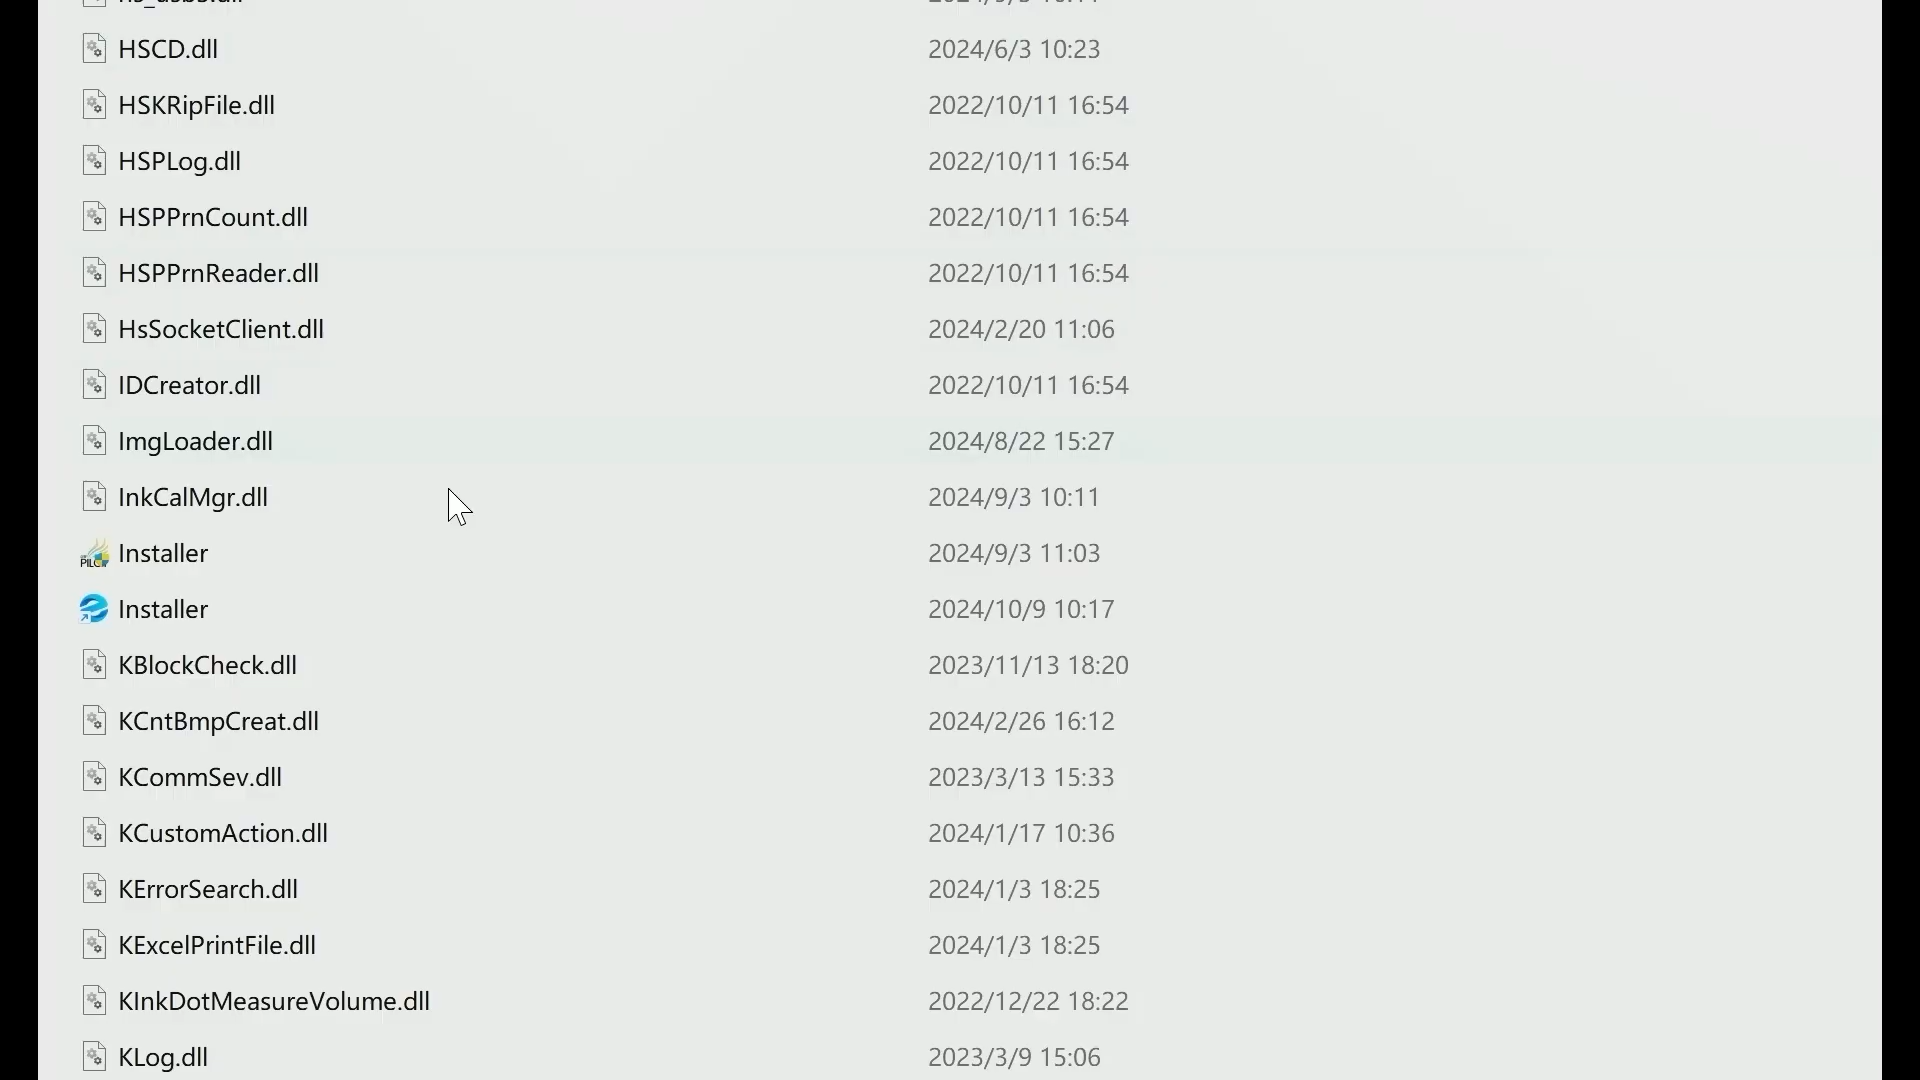 HSCD.dll 2024/6/3 10:23
HSKRipFile.dll 2022/10/11 16:54
HSPLog.dll 2022/10/11 16:54
HSPPrnCount.dll 2022/10/11 16:54
HSPPrnReader.dll 2022/10/11 16:54
HsSocketClient.dll 2024/2/20 11:06
IDCreator.dll 2022/10/11 16:54
ImgLoader.dll 2024/8/22 15:27
InkCalMgr.dll 2024/9/3 10:11
Installer 2024/9/3 11:03
Installer 2024/10/9 10:17
KBlockCheck.dll 2023/11/13 18:20
KCntBmpCreat.dll 2024/2/26 16:12
KCommSev.dll 2023/3/13 15:33
KCustomAction.dll 2024/1/17 10:36
KErrorSearch.dll 2024/1/3 18:25
KExcelPrintFile.dll 2024/1/3 18:25
KInkDotMeasureVolume.dll 2022/12/22 18:22
KLog.dll 2023/3/9 15:06